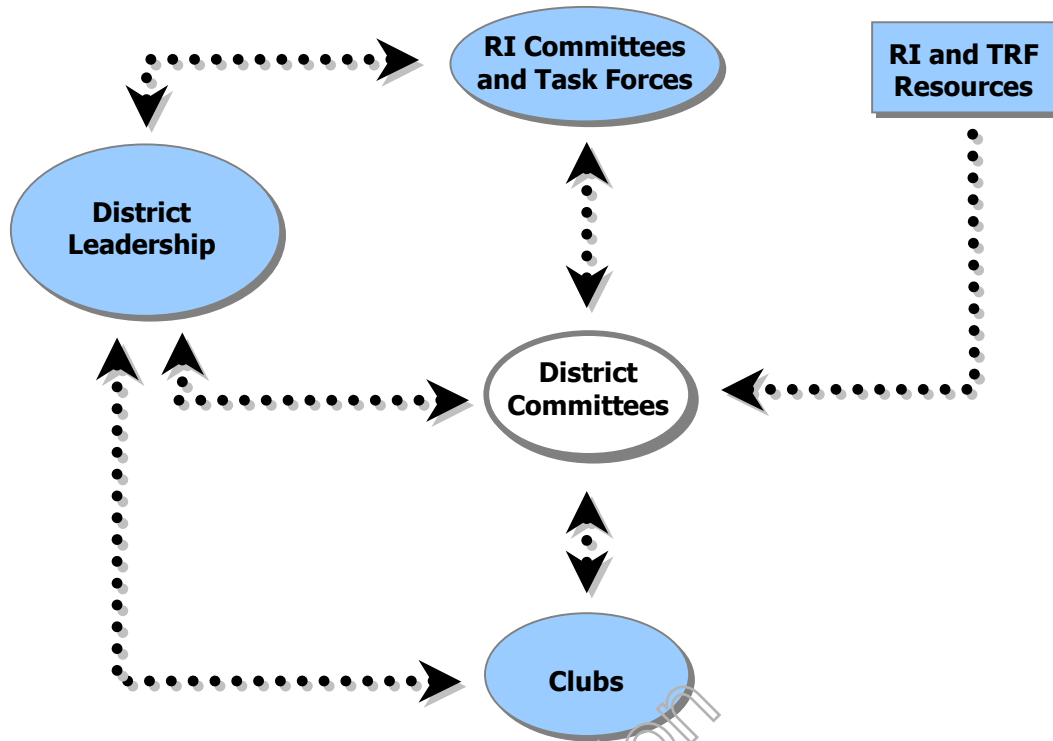 RI Committees
and Task Forces
RI and TRF
Resources
District
Leadership
District
Committees
Clubs